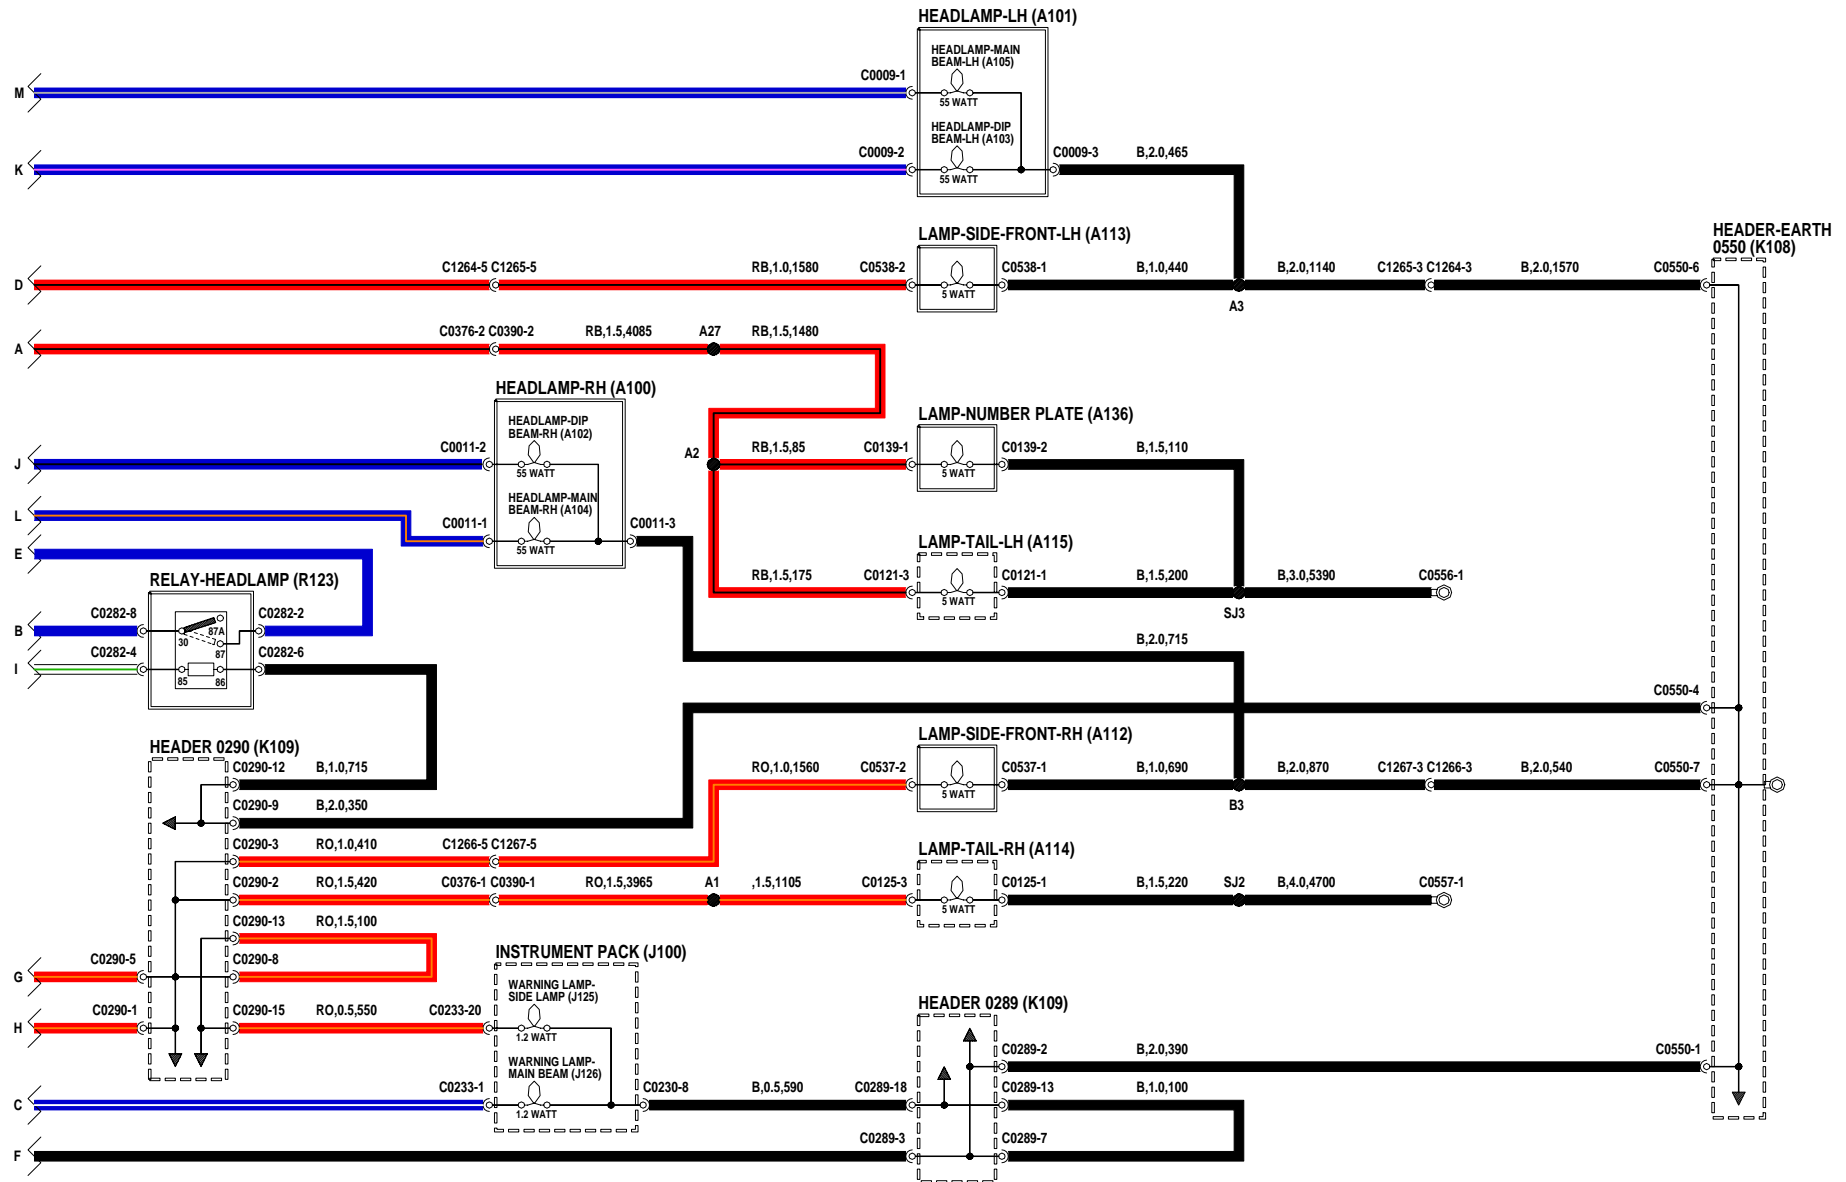 HEADLAMP-LH (A101)
HEADLAMP-MAIN
BEAM-LH (A105)
C0009-1
M
55 WATT
HEADLAMP-DIP
BEAM-LH (A103)
C0009-2
C0009-3
B,2.0,465
K
55 WATT
LAMP-SIDE-FRONT-LH (A113)
HEADER-EARTH
0550 (K108)
C1264-5 C1265-5
RB,1.0,1580
C0538-2
C0538-1
B,1.0,440
B,2.0,1140
C1265-3 C1264-3
B,2.0,1570
C0550-6
D
5 WATT
A3
C0376-2 C0390-2
RB,1.5,4085
A27
RB,1.5,1480
A
HEADLAMP-RH (A100)
LAMP-NUMBER PLATE (A136)
HEADLAMP-DIP
BEAM-RH (A102)
C0011-2
A2
RB,1.5,85
C0139-1
C0139-2
B,1.5,110
J
55 WATT
5 WATT
HEADLAMP-MAIN
BEAM-RH (A104)
L
C0011-1
C0011-3
55 WATT
LAMP-TAIL-LH (A115)
E
RELAY-HEADLAMP (R123)
RB,1.5,175
C0121-3
C0121-1
B,1.5,200
B,3.0,5390
C0556-1
5 WATT
SJ3
C0282-8
C0282-2
B
30
87A
87
B,2.0,715
C0282-4
C0282-6
I
85
86
C0550-4
LAMP-SIDE-FRONT-RH (A112)
HEADER 0290 (K109)
C0290-12
B,1.0,715
RO,1.0,1560
C0537-2
C0537-1
B,1.0,690
B,2.0,870
C1267-3 C1266-3
B,2.0,540
C0550-7
5 WATT
B3
C0290-9
B,2.0,350
C0290-3
RO,1.0,410
C1266-5 C1267-5
LAMP-TAIL-RH (A114)
C0290-2
RO,1.5,420
C0376-1 C0390-1
RO,1.5,3965
A1
,1.5,1105
C0125-3
C0125-1
B,1.5,220
SJ2
B,4.0,4700
C0557-1
5 WATT
C0290-13
RO,1.5,100
INSTRUMENT PACK (J100)
C0290-5
C0290-8
G
WARNING LAMP-
SIDE LAMP (J125)
C0290-1
C0290-15
RO,0.5,550
C0233-20
HEADER 0289 (K109)
H
1.2 WATT
C0289-2
B,2.0,390
C0550-1
WARNING LAMP-
MAIN BEAM (J126)
C0233-1
C0230-8
B,0.5,590
C0289-18
C0289-13
B,1.0,100
C
1.2 WATT
C0289-3
C0289-7
F